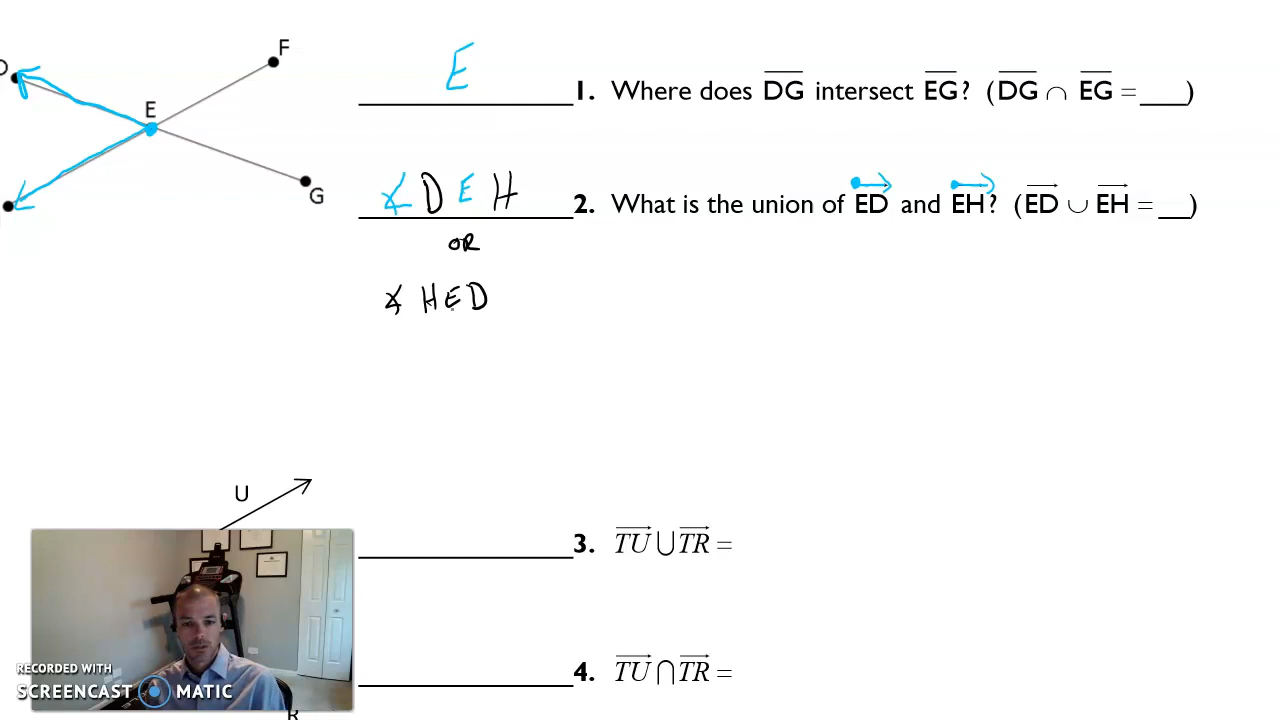 F
E
G
E
1. Where does DG intersect EG? (DG ∩ EG = ___)
∡DEH
2. What is the union of ED and EH? (ED ∪ EH = __)
OR
∡HED
U
3. TU ∪ TR =
4. TU ∩ TR =
RECORDED WITH
SCREENCAST MATIC